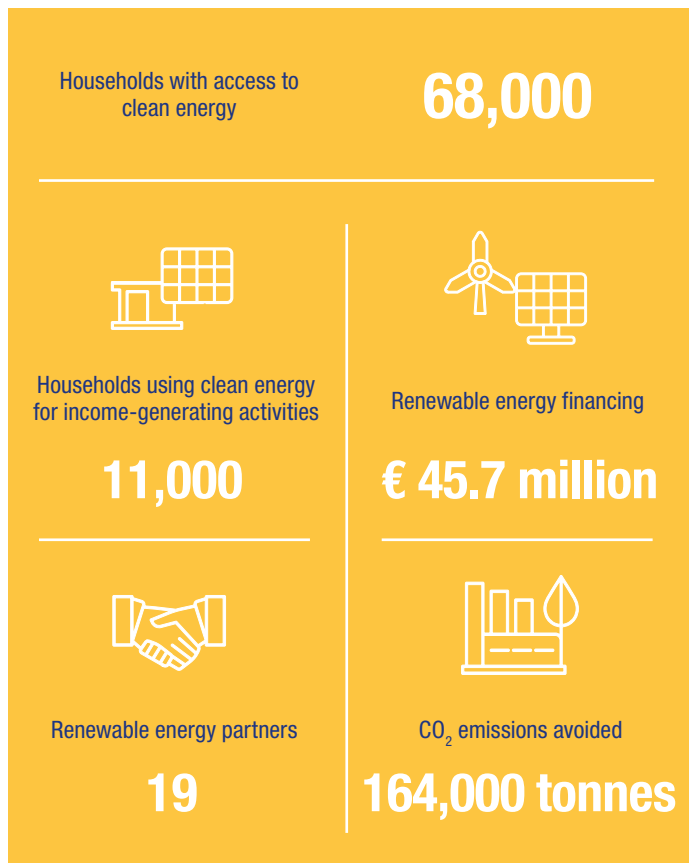 Households with access to
clean energy
68,000
Households using clean energy
for income-generating activities
11,000
Renewable energy financing
€ 45.7 million
Renewable energy partners
19
CO₂ emissions avoided
164,000 tonnes